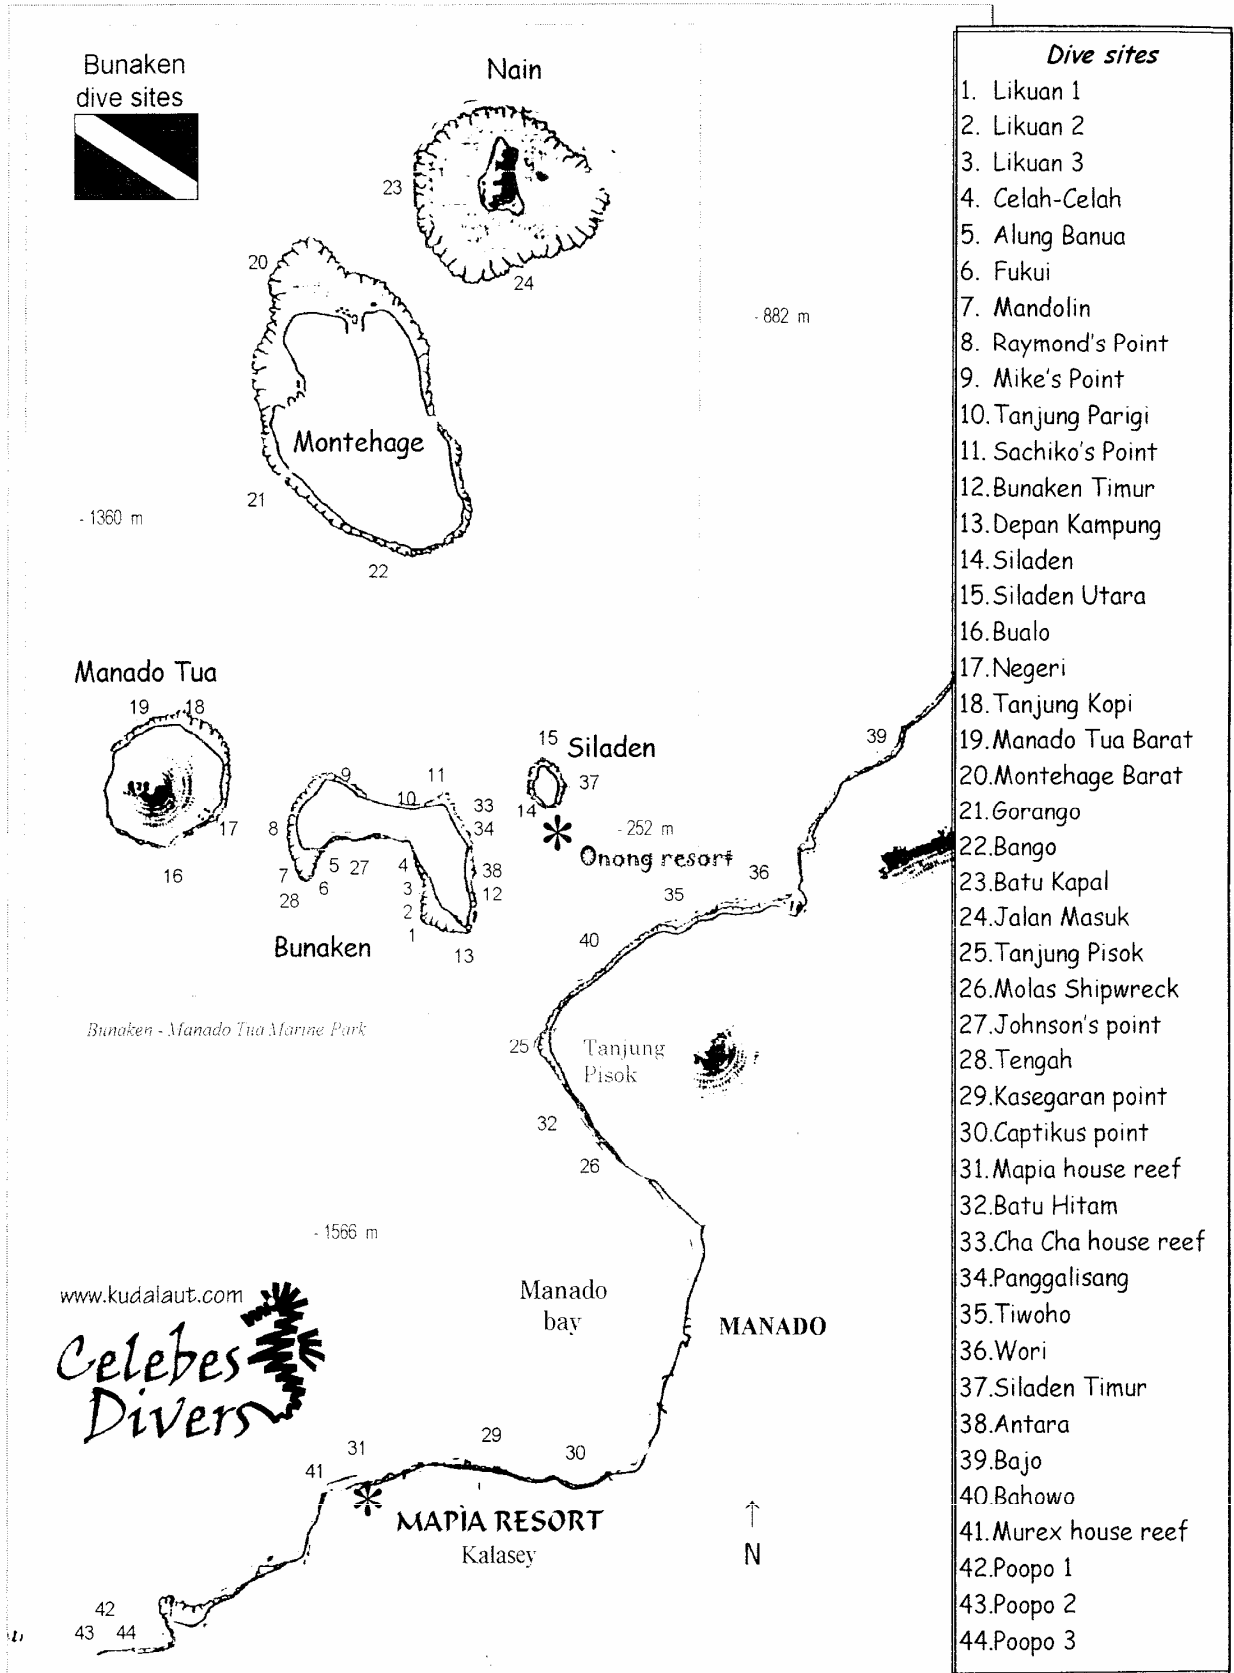 Bunaken
dive sites
Nain
23
24
20
- 882 m
Montehage
21
- 1360 m
22
Manado Tua
19
18
17
16
15
Siladen
37
14
- 252 m
Onong resort
39
36
35
40
9
11
10
33
34
8
5
27
4
38
7
6
3
12
28
2
1
13
Bunaken
Bunaken - Manado Tua Marine Park
25
Tanjung
Pisok
32
26
- 1566 m
www.kudalaut.com
Celebes
Divers
Manado
bay
MANADO
31
29
30
41
MAPIA RESORT
Kalasey
N
42
43
44
Dive sites
1. Likuan 1
2. Likuan 2
3. Likuan 3
4. Celah-Celah
5. Alung Banua
6. Fukui
7. Mandolin
8. Raymond's Point
9. Mike's Point
10. Tanjung Parigi
11. Sachiko's Point
12. Bunaken Timur
13. Depan Kampung
14. Siladen
15. Siladen Utara
16. Bualo
17. Negeri
18. Tanjung Kopi
19. Manado Tua Barat
20. Montehage Barat
21. Gorango
22. Bango
23. Batu Kapal
24. Jalan Masuk
25. Tanjung Pisok
26. Molas Shipwreck
27. Johnson's point
28. Tengah
29. Kasegaran point
30. Captikus point
31. Mapia house reef
32. Batu Hitam
33. Cha Cha house reef
34. Panggalisang
35. Tiwoho
36. Wori
37. Siladen Timur
38. Antara
39. Bajo
40. Bahowo
41. Murex house reef
42. Poopo 1
43. Poopo 2
44. Poopo 3